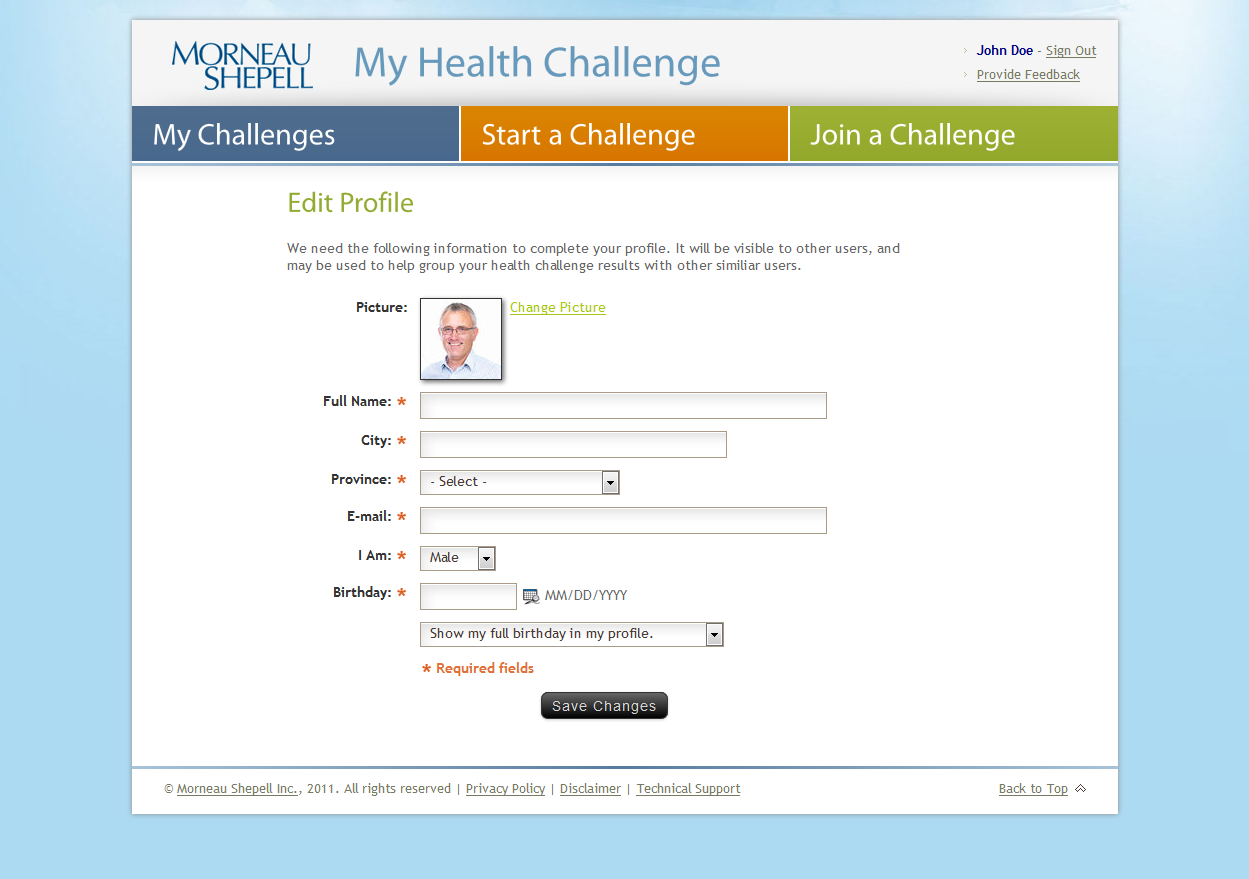 MORNEAU
SHEPELL
My Health Challenge
John Doe - Sign Out
Provide Feedback
My Challenges
Start a Challenge
Join a Challenge
Edit Profile
We need the following information to complete your profile. It will be visible to other users, and
may be used to help group your health challenge results with other similiar users.
Picture:
Change Picture
Full Name: *
City: *
Province: * - Select -
E-mail: *
I Am: * Male
Birthday: * MM/DD/YYYY
Show my full birthday in my profile.
* Required fields
Save Changes
© Morneau Shepell Inc., 2011. All rights reserved | Privacy Policy | Disclaimer | Technical Support
Back to Top